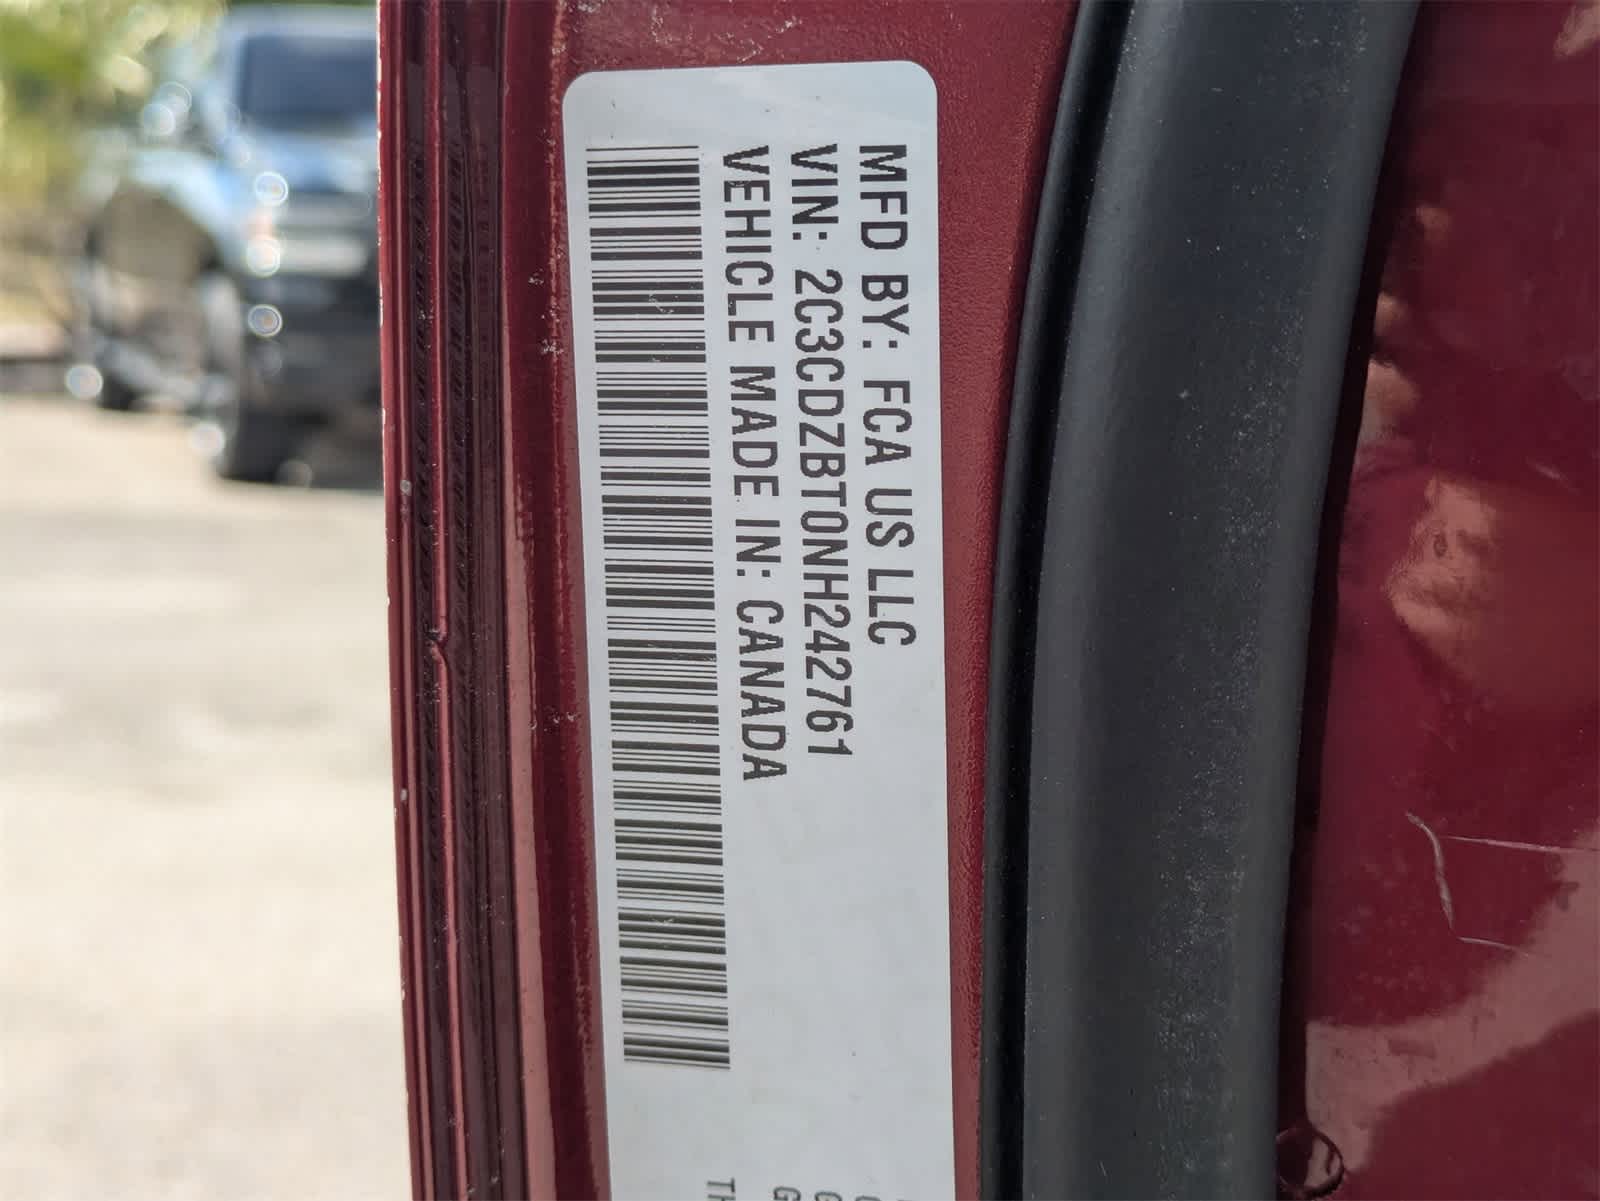 MFD BY: FCA US LLC
VIN: 2C3CDZBT0NH242761
VEHICLE MADE IN: CANADA